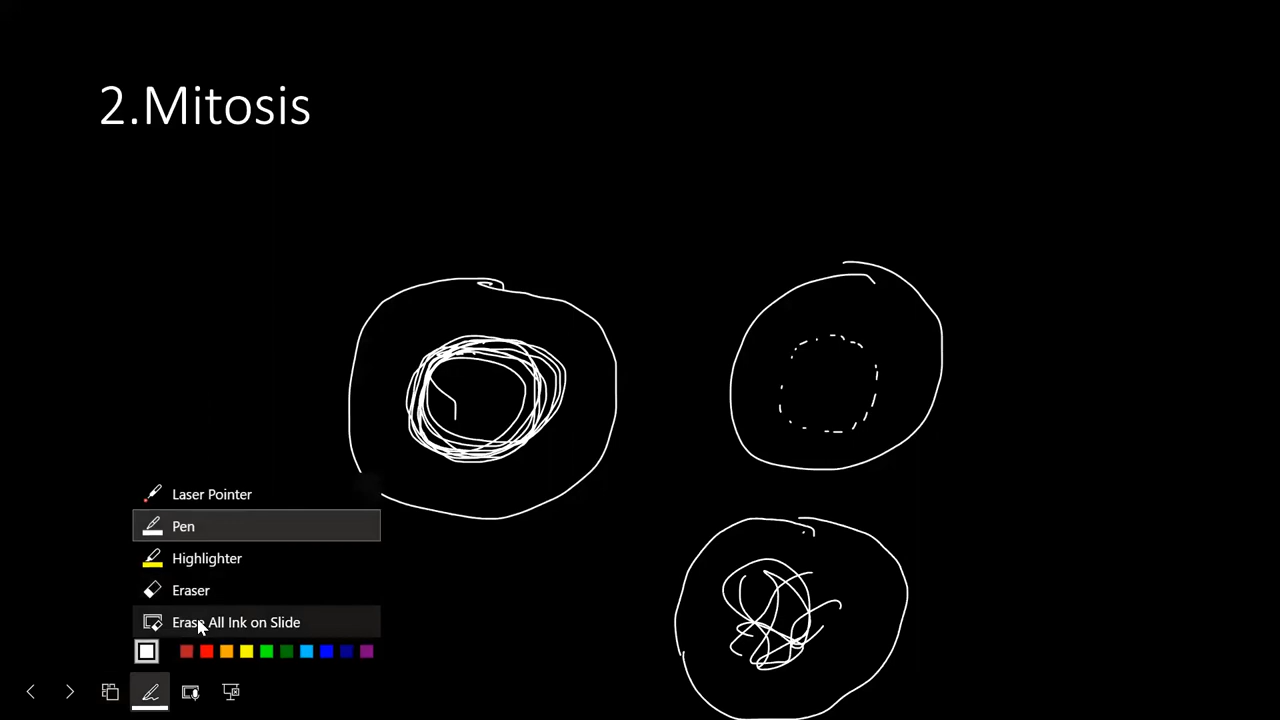 2.Mitosis
Laser Pointer
Pen
Highlighter
Eraser
Erase All Ink on Slide